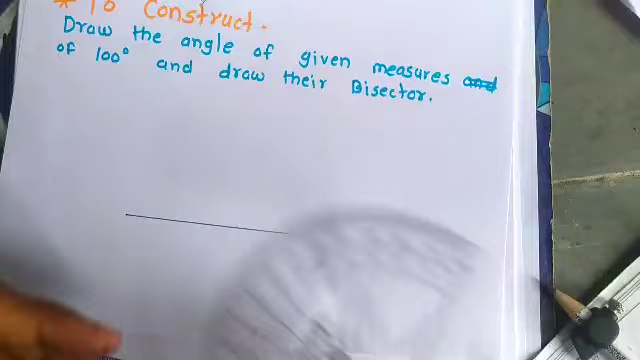 * To Construct.
Draw the angle of given measures and
of 100° and draw their Bisector.